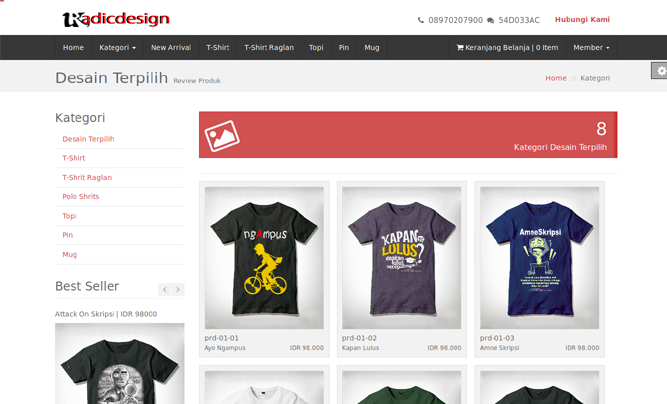 Kadicdesign
08970207900 54D033AC Hubungi Kami
Home Kategori New Arrival T-Shirt T-Shirt Raglan Topi Pin Mug Keranjang Belanja | 0 Item Member
Desain Terpilih Review Produk
Home // Kategori
Kategori
Desain Terpilih
T-Shirt
T-Shrit Raglan
Polo Shrits
Topi
Pin
Mug
8
Kategori Desain Terpilih
ngAmpus
KAPAN
LULUS?
AmneSkripsi
prd-01-01
Ayo Ngampus IDR 98.000
prd-01-02
Kapan Lulus IDR 98.000
prd-01-03
Amne Skripsi IDR 98.000
Best Seller
Attack On Skripsi | IDR 98000